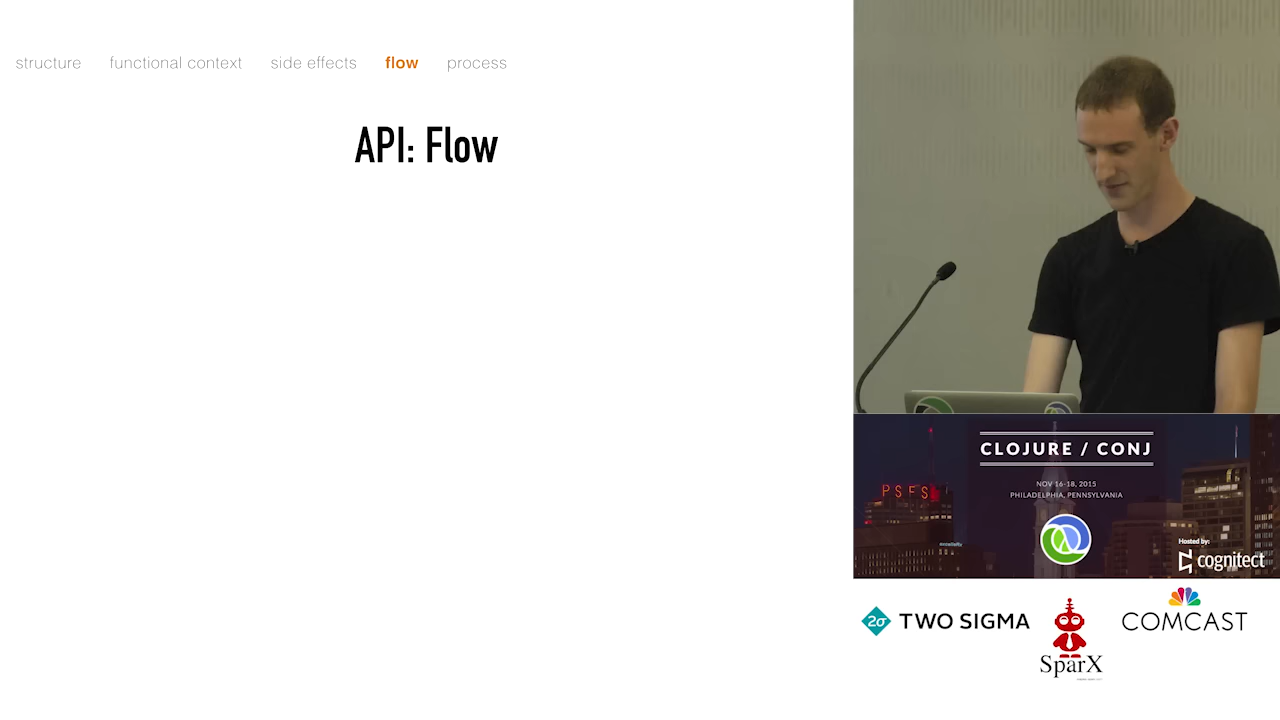 structure functional context side effects flow process
API: Flow
CLOJURE / CONJ
NOV 16-18, 2015
PHILADELPHIA, PENNSYLVANIA
PSFS
Hosted by:
cognitect
2σ TWO SIGMA
SparX
COMCAST